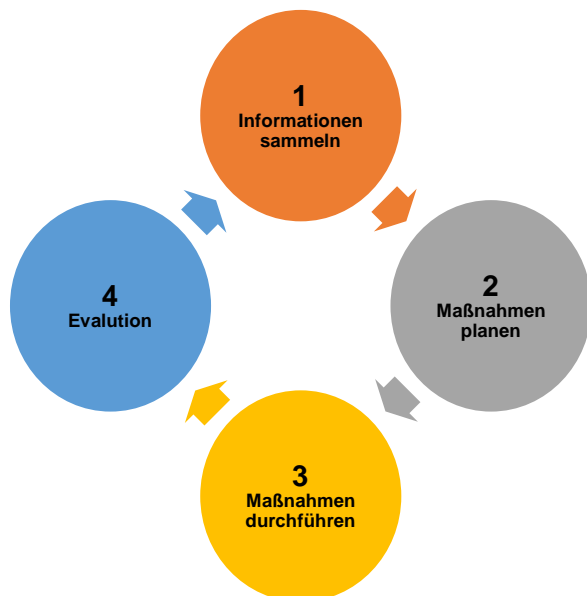 1
Informationen
sammeln
2
Maßnahmen
planen
3
Maßnahmen
durchführen
4
Evalution